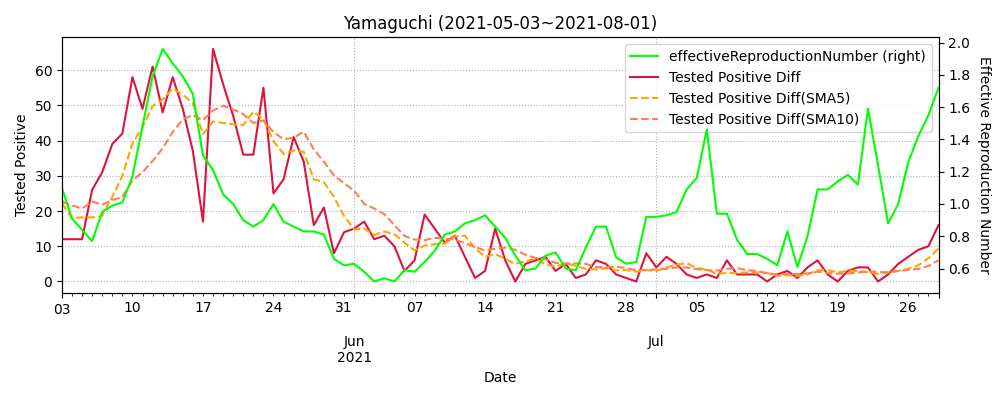 Yamaguchi (2021-05-03~2021-08-01)
effectiveReproductionNumber (right)
Tested Positive Diff
Tested Positive Diff(SMA5)
Tested Positive Diff(SMA10)
Tested Positive
60
50
40
30
20
10
0
2.0
1.8
1.6
1.4
1.2
1.0
0.8
0.6
Effective Reproduction Number
03 10 17 24 31 07 14 21 28 05 12 19 26
Jun Jul
2021
Date